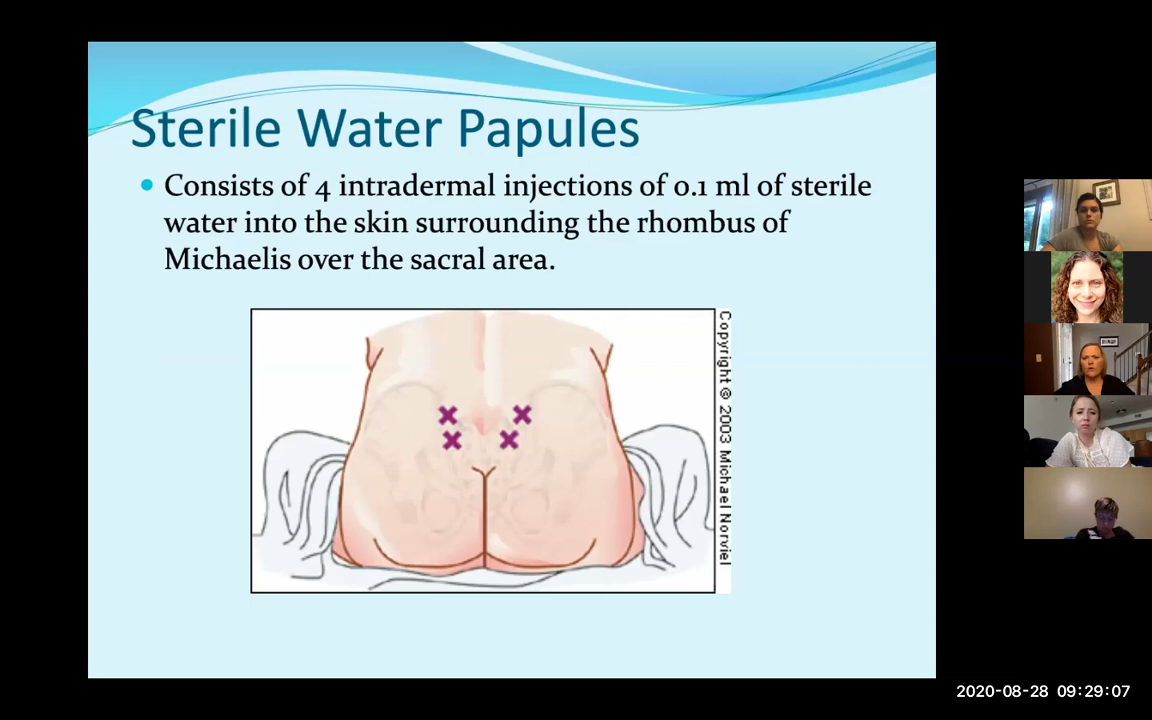 Sterile Water Papules
• Consists of 4 intradermal injections of 0.1 ml of sterile
water into the skin surrounding the rhombus of
Michaelis over the sacral area.
Copyright © 2003 Michael Norviel
2020-08-28 09:29:07